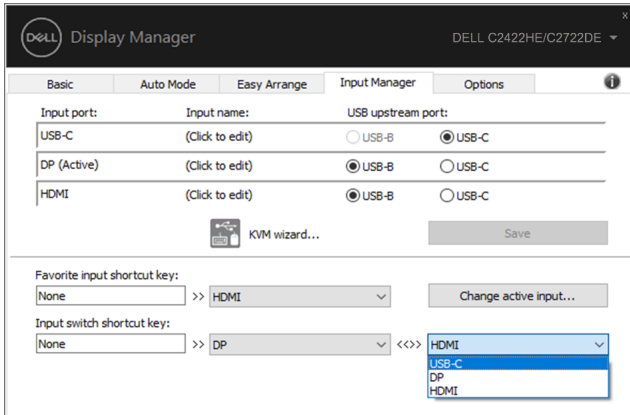 DELL Display Manager DELL C2422HE/C2722DE x
Basic Auto Mode Easy Arrange Input Manager Options i
Input port: Input name: USB upstream port:
USB-C (Click to edit) USB-B USB-C
DP (Active) (Click to edit) USB-B USB-C
HDMI (Click to edit) USB-B USB-C
KVM wizard... Save
Favorite input shortcut key:
None >> HDMI Change active input...
Input switch shortcut key:
None >> DP <<>> HDMI
USB-C
DP
HDMI